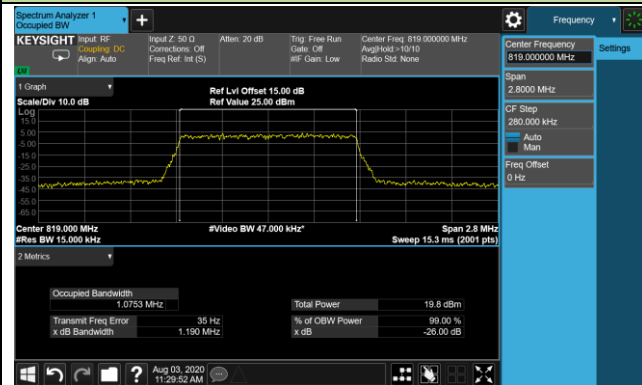 Spectrum Analyzer 1
Occupied BW
+
Frequency
KEYSIGHT
Input: RF
Coupling: DC
Align: Auto
Input Z: 50 Ω
Corrections: Off
Freq Ref: Int (S)
Atten: 20 dB
Trig: Free Run
Gate: Off
#IF Gain: Low
Center Freq: 819.000000 MHz
Avg|Hold:>10/10
Radio Std: None
Center Frequency
819.000000 MHz
Settings
Span
2.8000 MHz
CF Step
280.000 kHz
Auto
Man
Freq Offset
0 Hz
1 Graph
Scale/Div 10.0 dB
Ref Lvl Offset 15.00 dB
Ref Value 25.00 dBm
Log
15.0
5.00
-5.00
-15.0
-25.0
-35.0
-45.0
-55.0
-65.0
Center 819.000 MHz
#Res BW 15.000 kHz
#Video BW 47.000 kHz*
Span 2.8 MHz
Sweep 15.3 ms (2001 pts)
2 Metrics
Occupied Bandwidth
1.0753 MHz
Total Power 19.8 dBm
Transmit Freq Error 35 Hz
% of OBW Power 99.00 %
x dB Bandwidth 1.190 MHz
x dB -26.00 dB
Aug 03, 2020
11:29:52 AM